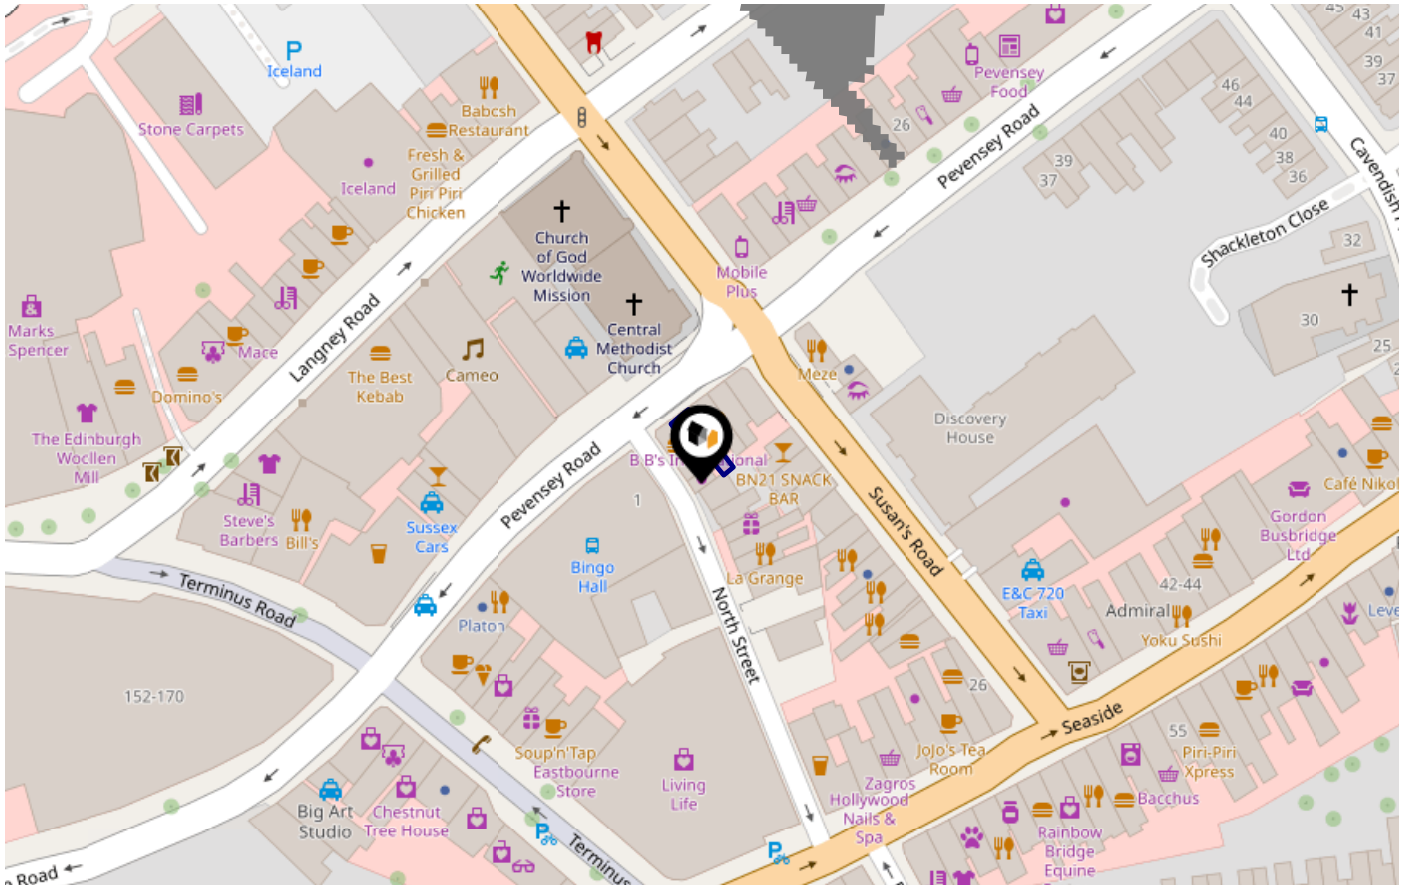 45
43
41
39
37
Iceland
Pevensey
Food
46
44
Stone Carpets
Babcsh
Restaurant
26
40
38
36
Pevensey Road
39
37
Fresh &
Grilled
Piri Piri
Chicken
Iceland
Cavendish
Church
of God
Worldwide
Mission
Shackleton Close
32
Mobile
Plus
Marks
Spencer
Langney Road
Mace
Central
Methodist
Church
30
25
The Best
Kebab
Cameo
Meze
Domino's
Discovery
House
The Edinburgh
Woollen
Mill
B B's
BN21 SNACK
BAR
Café
Pevensey Road
1
Susan's Road
Steve's
Barbers
Bill's
Sussex
Cars
Gordon
Busbridge
Ltd
Bingo
Hall
La Grange
E&C 720
Taxi
42-44
Terminus Road
Admiral
Platon
North Street
Yoku Sushi
152-170
26
Seaside
55
Soup'n'Tap
Eastbourne
Store
JoJo's Tea
Room
Piri-Piri
Xpress
Living
Life
Zagros
Hollywood
Nails &
Spa
Bacchus
Big Art
Studio
Chestnut
Tree House
Rainbow
Bridge
Equine
Terminus
Road